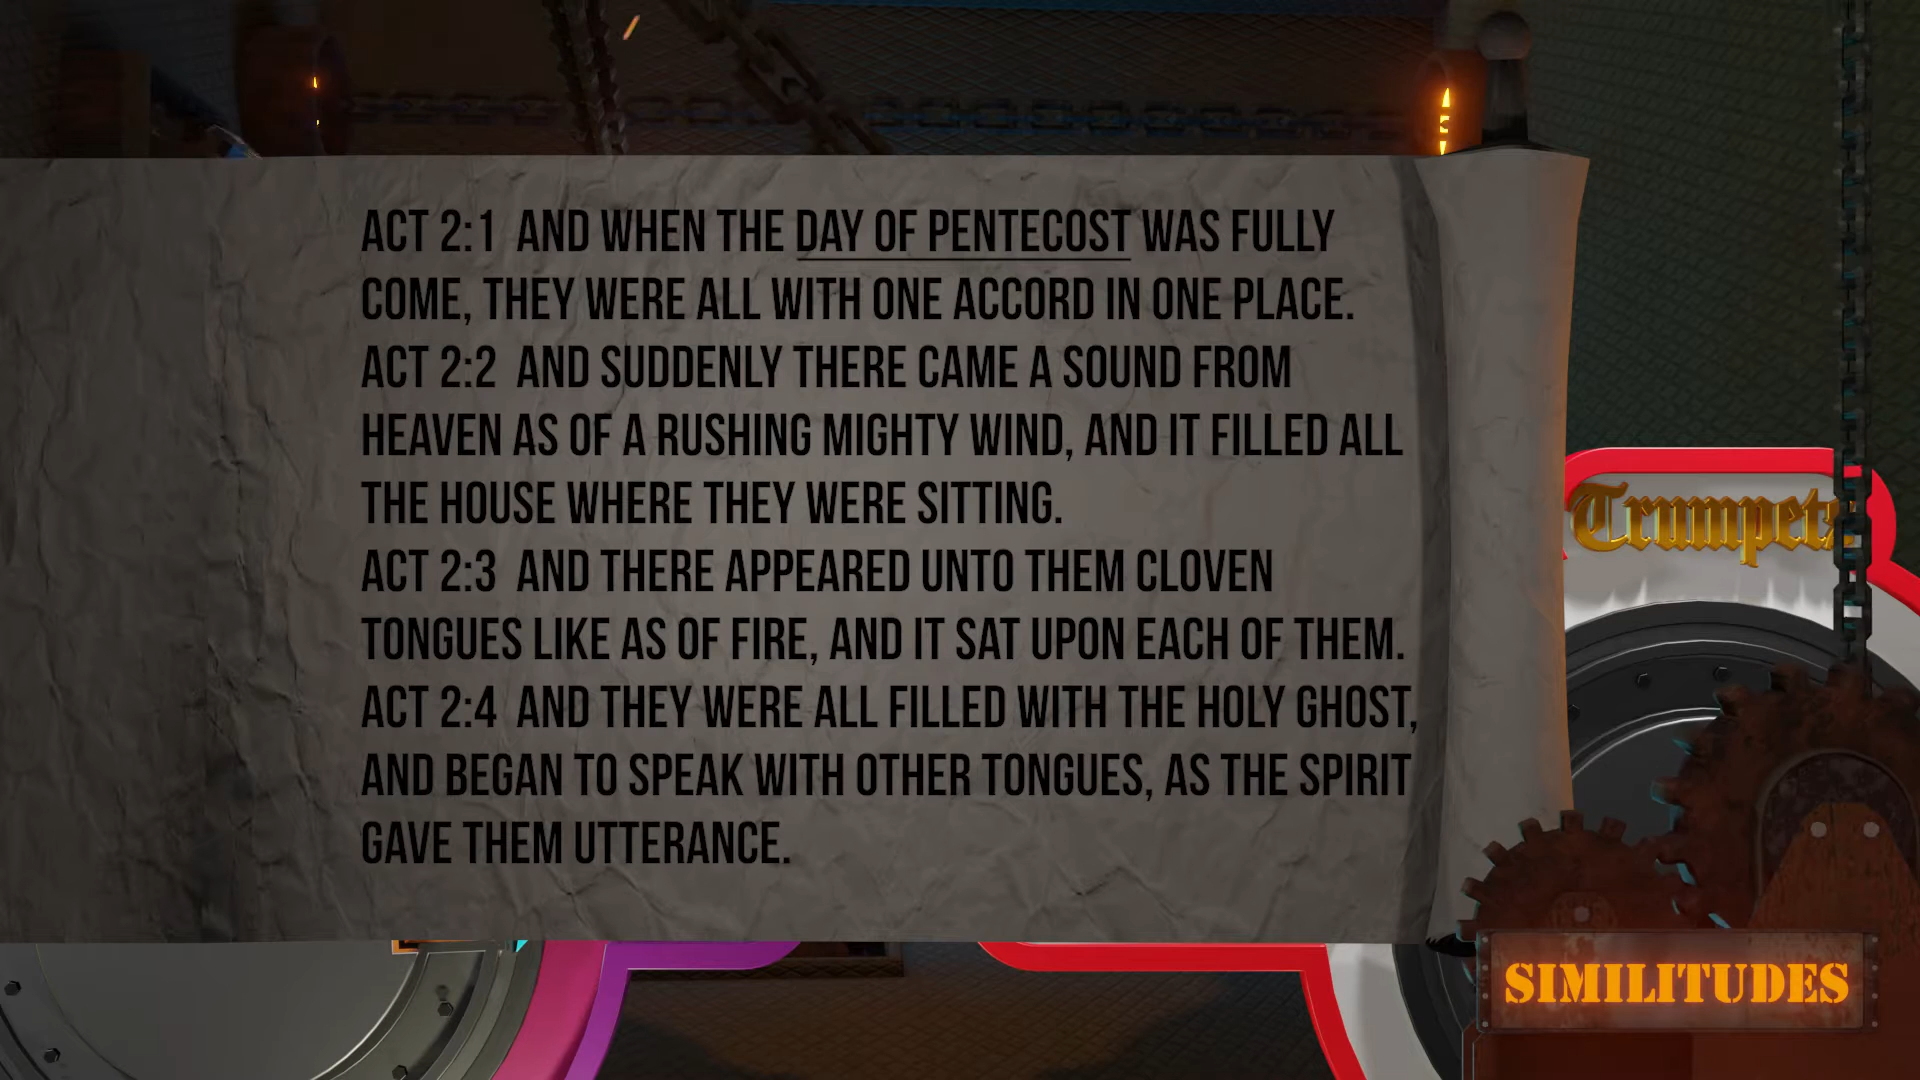 ACT 2:1 AND WHEN THE DAY OF PENTECOST WAS FULLY
COME, THEY WERE ALL WITH ONE ACCORD IN ONE PLACE.
ACT 2:2 AND SUDDENLY THERE CAME A SOUND FROM
HEAVEN AS OF A RUSHING MIGHTY WIND, AND IT FILLED ALL
THE HOUSE WHERE THEY WERE SITTING.
ACT 2:3 AND THERE APPEARED UNTO THEM CLOVEN
TONGUES LIKE AS OF FIRE, AND IT SAT UPON EACH OF THEM.
ACT 2:4 AND THEY WERE ALL FILLED WITH THE HOLY GHOST,
AND BEGAN TO SPEAK WITH OTHER TONGUES, AS THE SPIRIT
GAVE THEM UTTERANCE.
Trumpets
SIMILITUDES